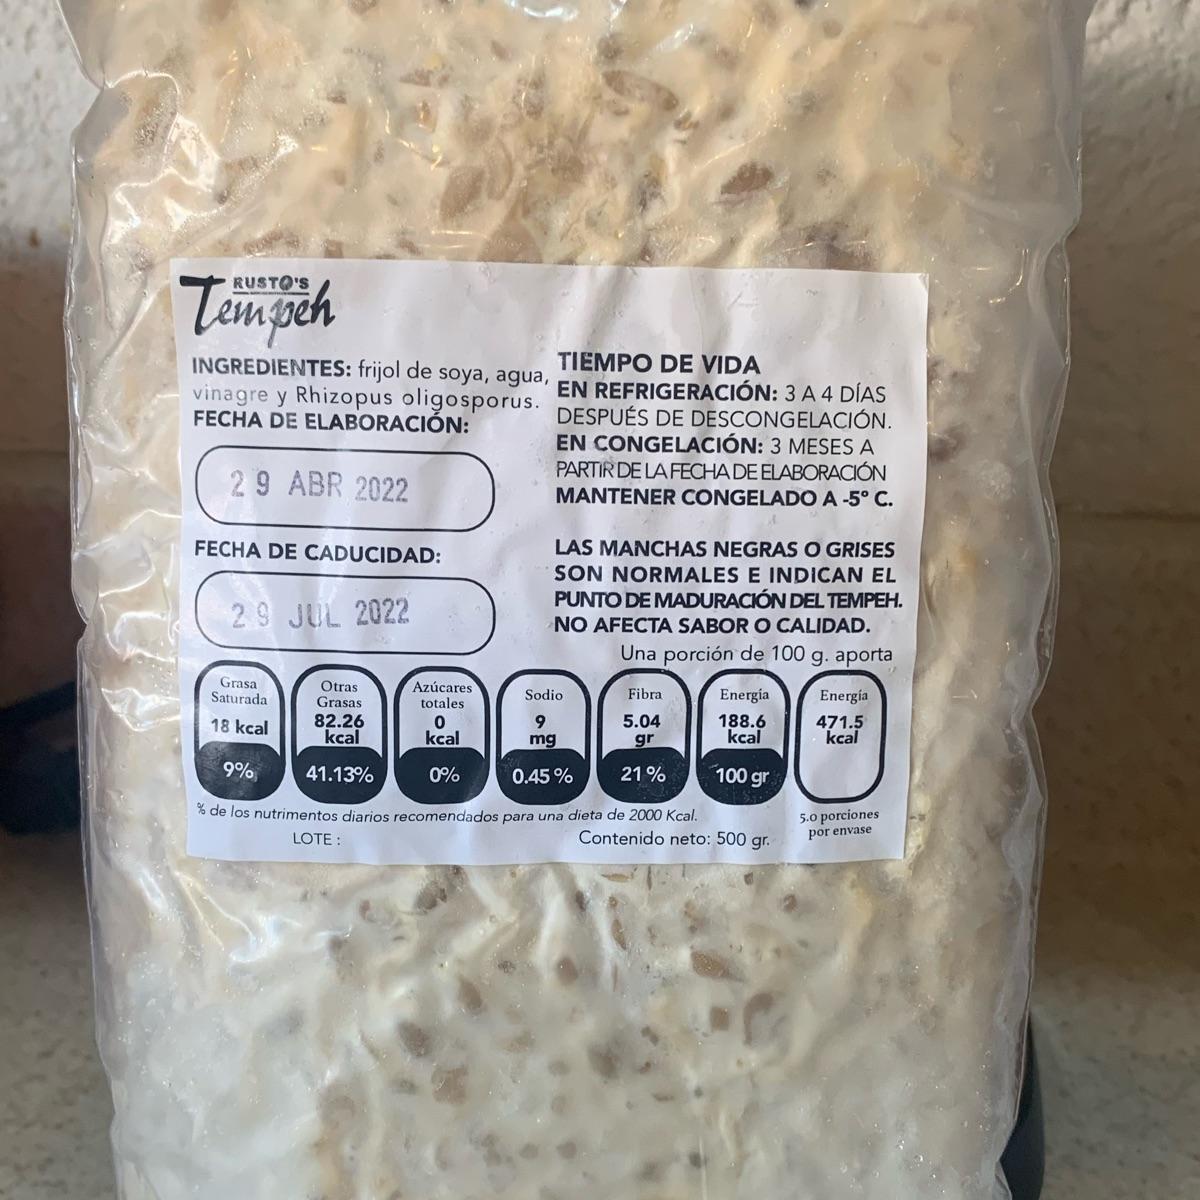 RUSTO'S
Tempeh
INGREDIENTES: frijol de soya, agua,
vinagre y Rhizopus oligosporus.
FECHA DE ELABORACIÓN:
29 ABR 2022
FECHA DE CADUCIDAD:
29 JUL 2022
TIEMPO DE VIDA
EN REFRIGERACIÓN: 3 A 4 DÍAS
DESPUÉS DE DESCONGELACIÓN.
EN CONGELACIÓN: 3 MESES A
PARTIR DE LA FECHA DE ELABORACIÓN
MANTENER CONGELADO A -5° C.
LAS MANCHAS NEGRAS O GRISES
SON NORMALES E INDICAN EL
PUNTO DE MADURACIÓN DEL TEMPEH.
NO AFECTA SABOR O CALIDAD.
Una porción de 100 g. aporta
Grasa
Saturada
18 kcal
9%
Otras
Grasas
82.26
kcal
41.13%
Azúcares
totales
0
kcal
0%
Sodio
9
mg
0.45 %
Fibra
5.04
gr
21 %
Energía
188.6
kcal
100 gr
Energía
471.5
kcal
5.0 porciones
por envase
% de los nutrimentos diarios recomendados para una dieta de 2000 Kcal.
LOTE :
Contenido neto: 500 gr.